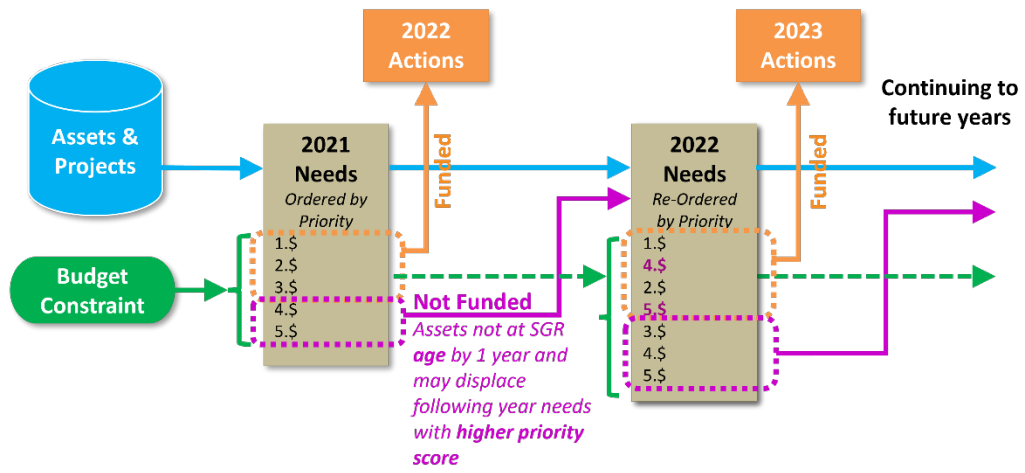 2022
Actions
2023
Actions
Continuing to
future years
Assets &
Projects
2021
Needs
Ordered by
Priority
Funded
2022
Needs
Re-Ordered
by Priority
Funded
Budget
Constraint
1.$
2.$
3.$
4.$
5.$
Not Funded
Assets not at SGR
age by 1 year and
may displace
following year needs
with higher priority
score
1.$
4.$
2.$
5.$
3.$
4.$
5.$